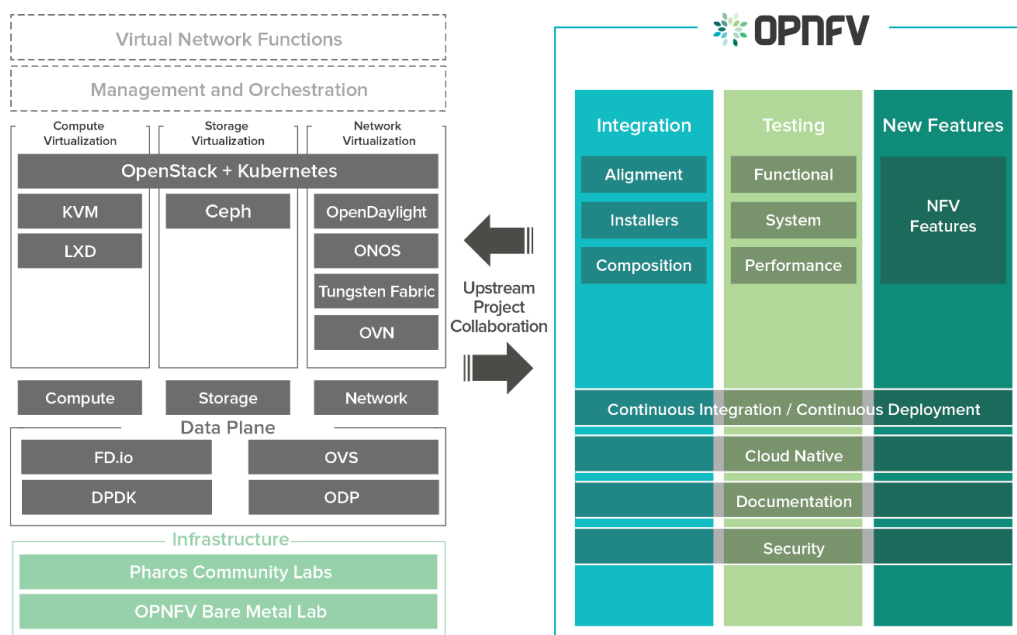 Virtual Network Functions
Management and Orchestration
Compute
Virtualization
Storage
Virtualization
Network
Virtualization
OpenStack + Kubernetes
KVM
LXD
Ceph
OpenDaylight
ONOS
Tungsten Fabric
OVN
Compute
Storage
Network
Data Plane
FD.io
OVS
DPDK
ODP
Infrastructure
Pharos Community Labs
OPNFV Bare Metal Lab
Upstream
Project
Collaboration
OPNFV
Integration
Alignment
Installers
Composition
Testing
Functional
System
Performance
New Features
NFV
Features
Continuous Integration / Continuous Deployment
Cloud Native
Documentation
Security